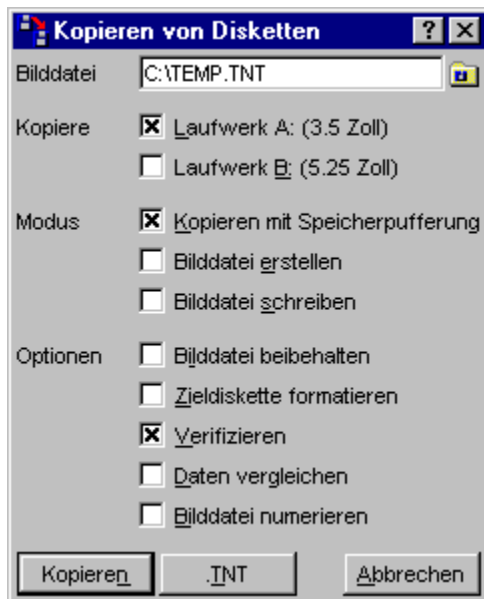 Kopieren von Disketten
Bilddatei C:\TEMP.TNT
Kopiere Laufwerk A: (3.5 Zoll)
Laufwerk B: (5.25 Zoll)
Modus Kopieren mit Speicherpufferung
Bilddatei erstellen
Bilddatei schreiben
Optionen Bilddatei beibehalten
Zieldiskette formatieren
Verifizieren
Daten vergleichen
Bilddatei numerieren
Kopieren .TNT Abbrechen